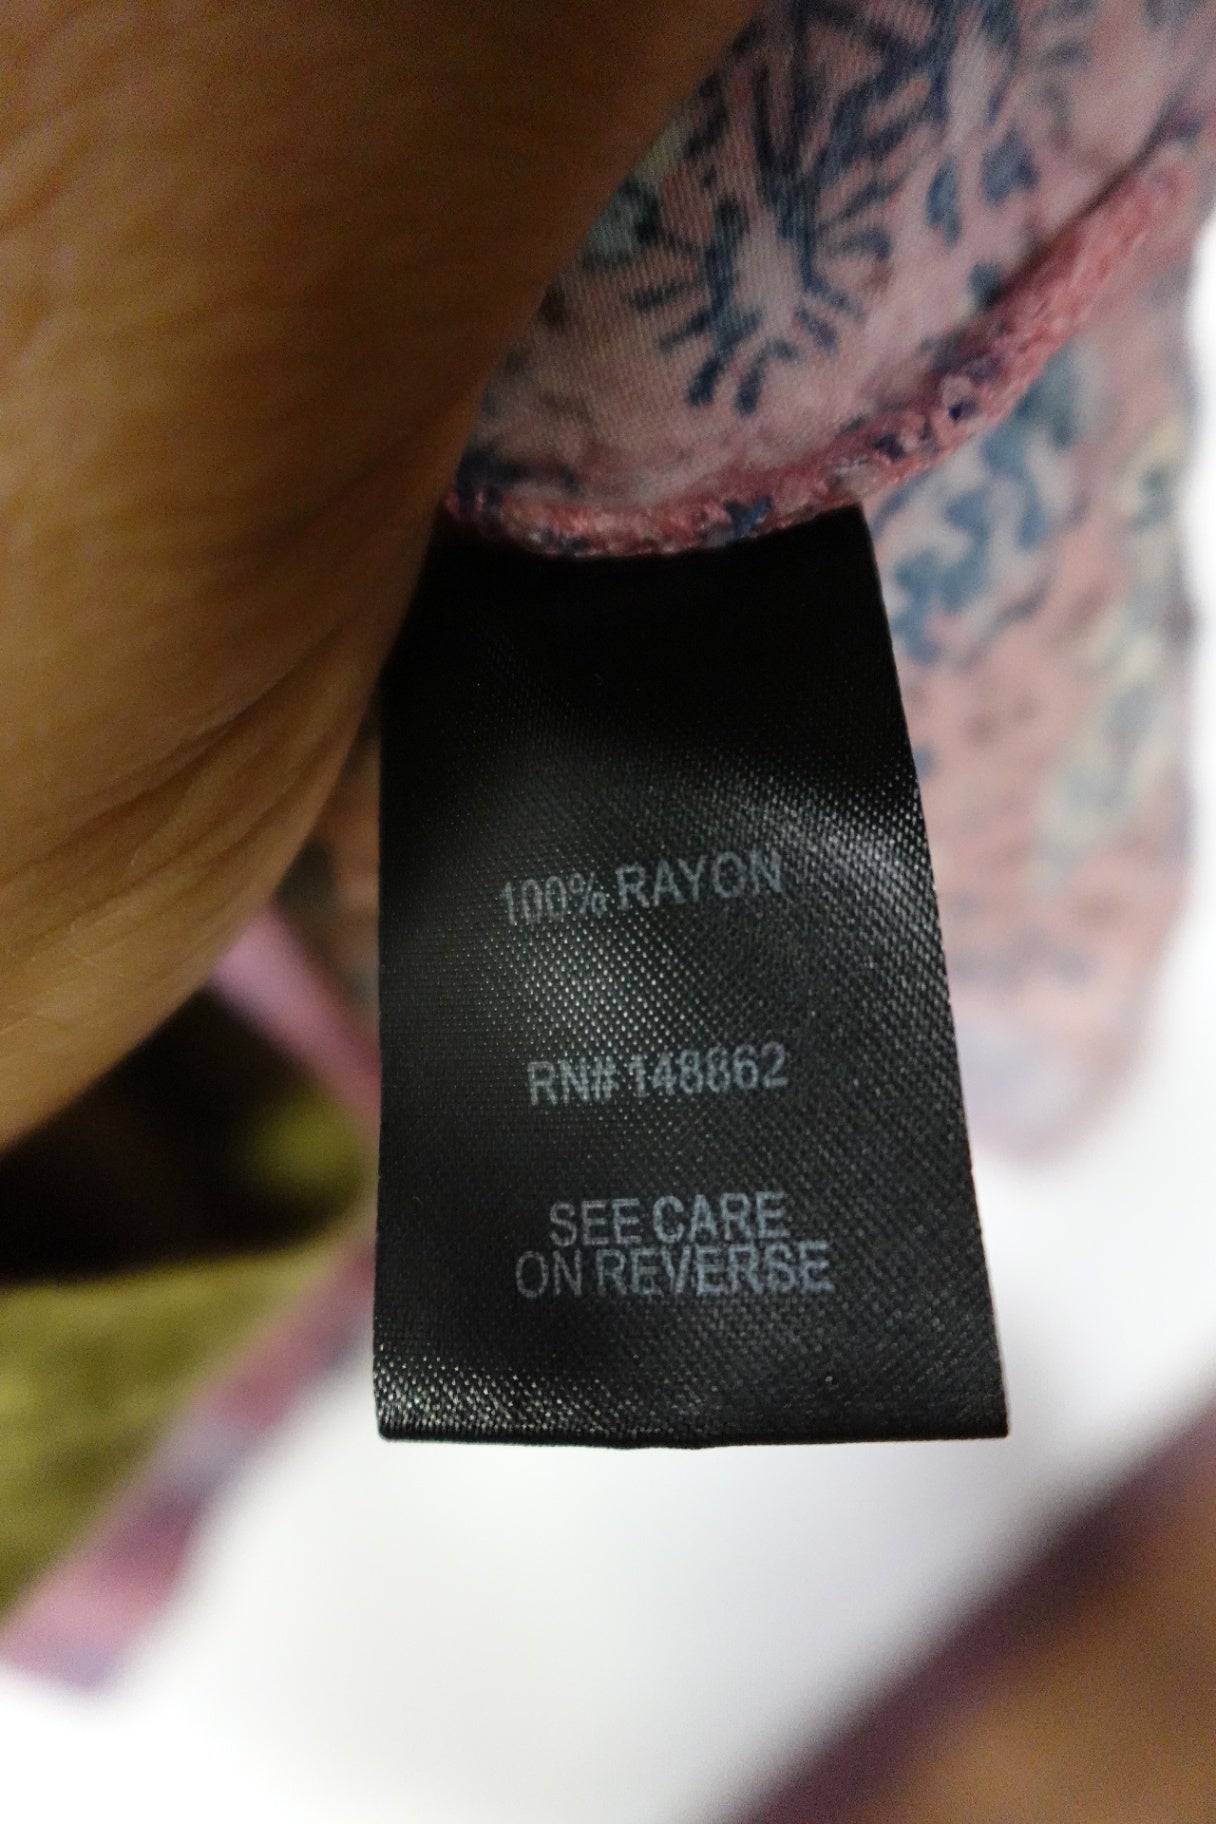 100% RAYON
RN# 148862
SEE CARE
ON REVERSE